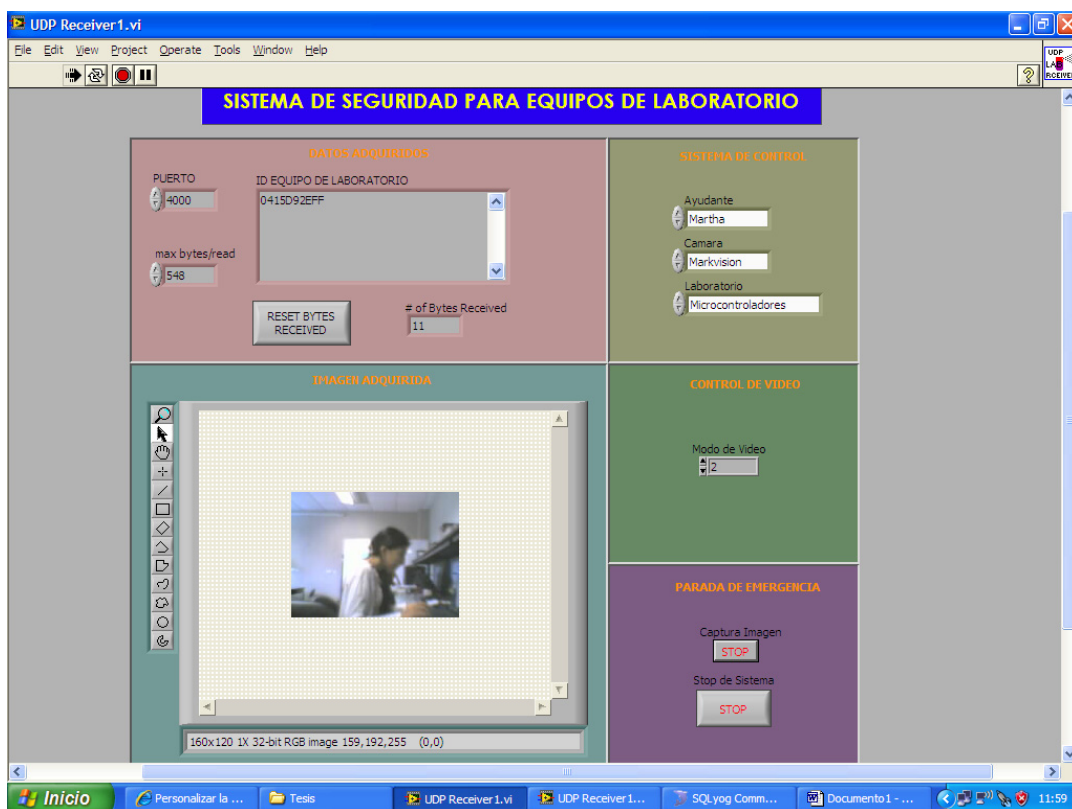 UDP Receiver1.vi
File Edit View Project Operate Tools Window Help
UDP
LA
RCEIVER
?
SISTEMA DE SEGURIDAD PARA EQUIPOS DE LABORATORIO
DATOS ADQUIRIDOS
PUERTO
4000
ID EQUIPO DE LABORATORIO
0415D92EFF
max bytes/read
548
RESET BYTES
RECEIVED
# of Bytes Received
11
SISTEMA DE CONTROL
Ayudante
Martha
Camara
Markvision
Laboratorio
Microcontroladores
IMAGEN ADQUIRIDA
160x120 1X 32-bit RGB image 159,192,255 (0,0)
CONTROL DE VIDEO
Modo de Video
2
PARADA DE EMERGENCIA
Captura Imagen
STOP
Stop de Sistema
STOP
Inicio Personalizar la ... Tesis UDP Receiver1.vi UDP Receiver1... SQLyog Comm... Documento1 - ... 11:59